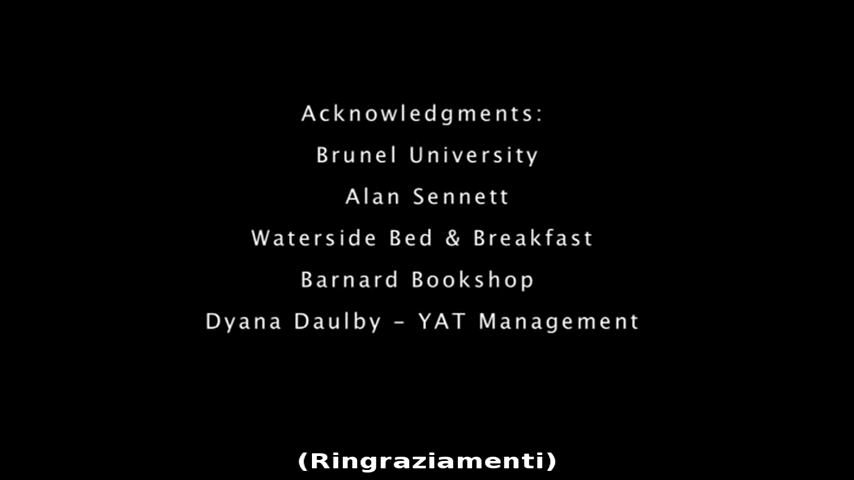 Acknowledgments:
Brunel University
Alan Sennett
Waterside Bed & Breakfast
Barnard Bookshop
Dyana Daulby – YAT Management
(Ringraziamenti)